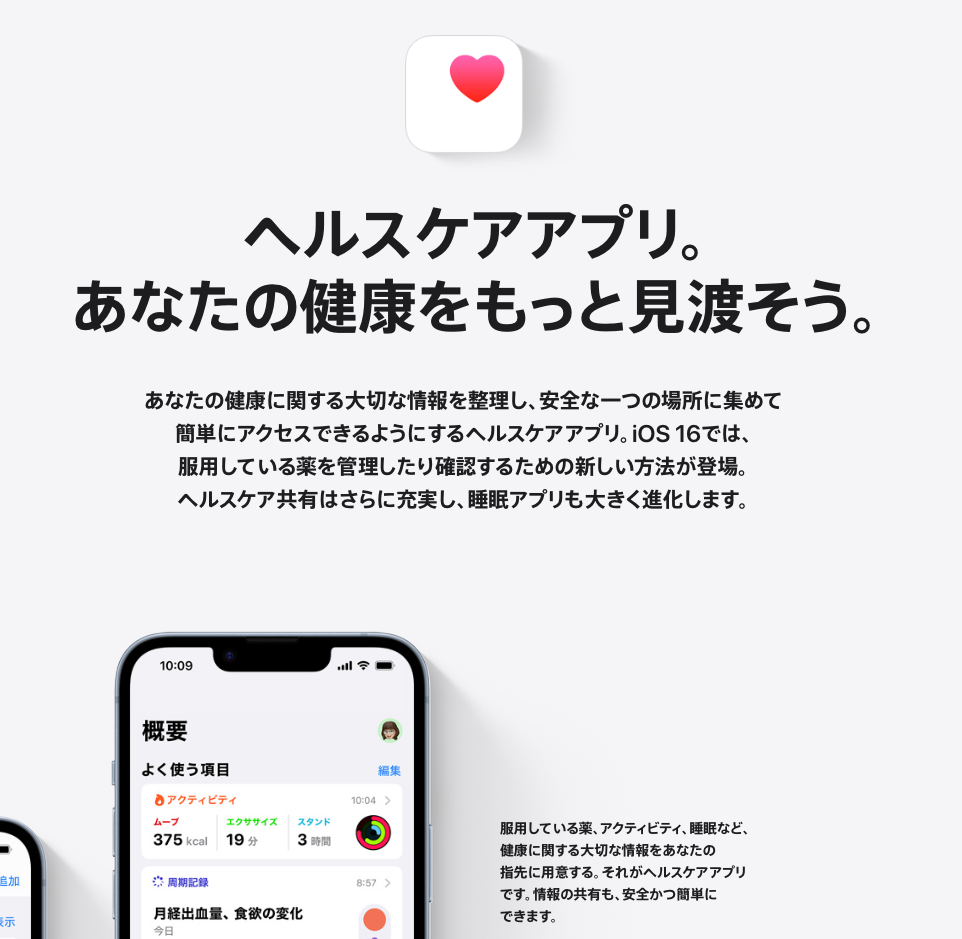 ヘルスケアアプリ。
あなたの健康をもっと見渡そう。
あなたの健康に関する大切な情報を整理し、安全な一つの場所に集めて
簡単にアクセスできるようにするヘルスケアアプリ。iOS 16では、
服用している薬を管理したり確認するための新しい方法が登場。
ヘルスケア共有はさらに充実し、睡眠アプリも大きく進化します。
10:09
概要
よく使う項目 編集
アクティビティ 10:04
ムーブ エクササイズ スタンド
375 kcal 19 分 3 時間
周期記録 8:57
月経出血量、食欲の変化
今日
追加
表示
服用している薬、アクティビティ、睡眠など、
健康に関する大切な情報をあなたの
指先に用意する。それがヘルスケアアプリ
です。情報の共有も、安全かつ簡単に
できます。